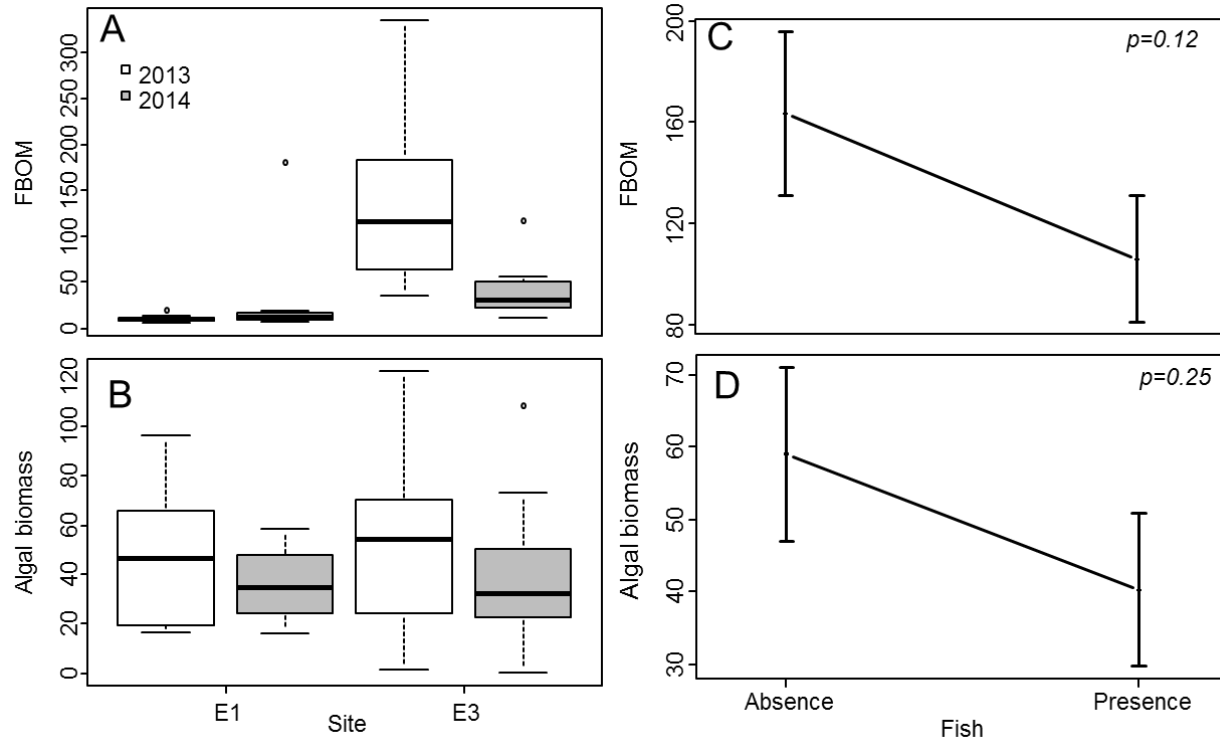 A
2013
2014
FBOM
0 50 100 150 200 250 300
B
Algal biomass
0 20 40 60 80 100 120
E1 E3
Site
C
p=0.12
FBOM
80 120 160 200
D
p=0.25
Algal biomass
30 40 50 60 70
Absence Presence
Fish